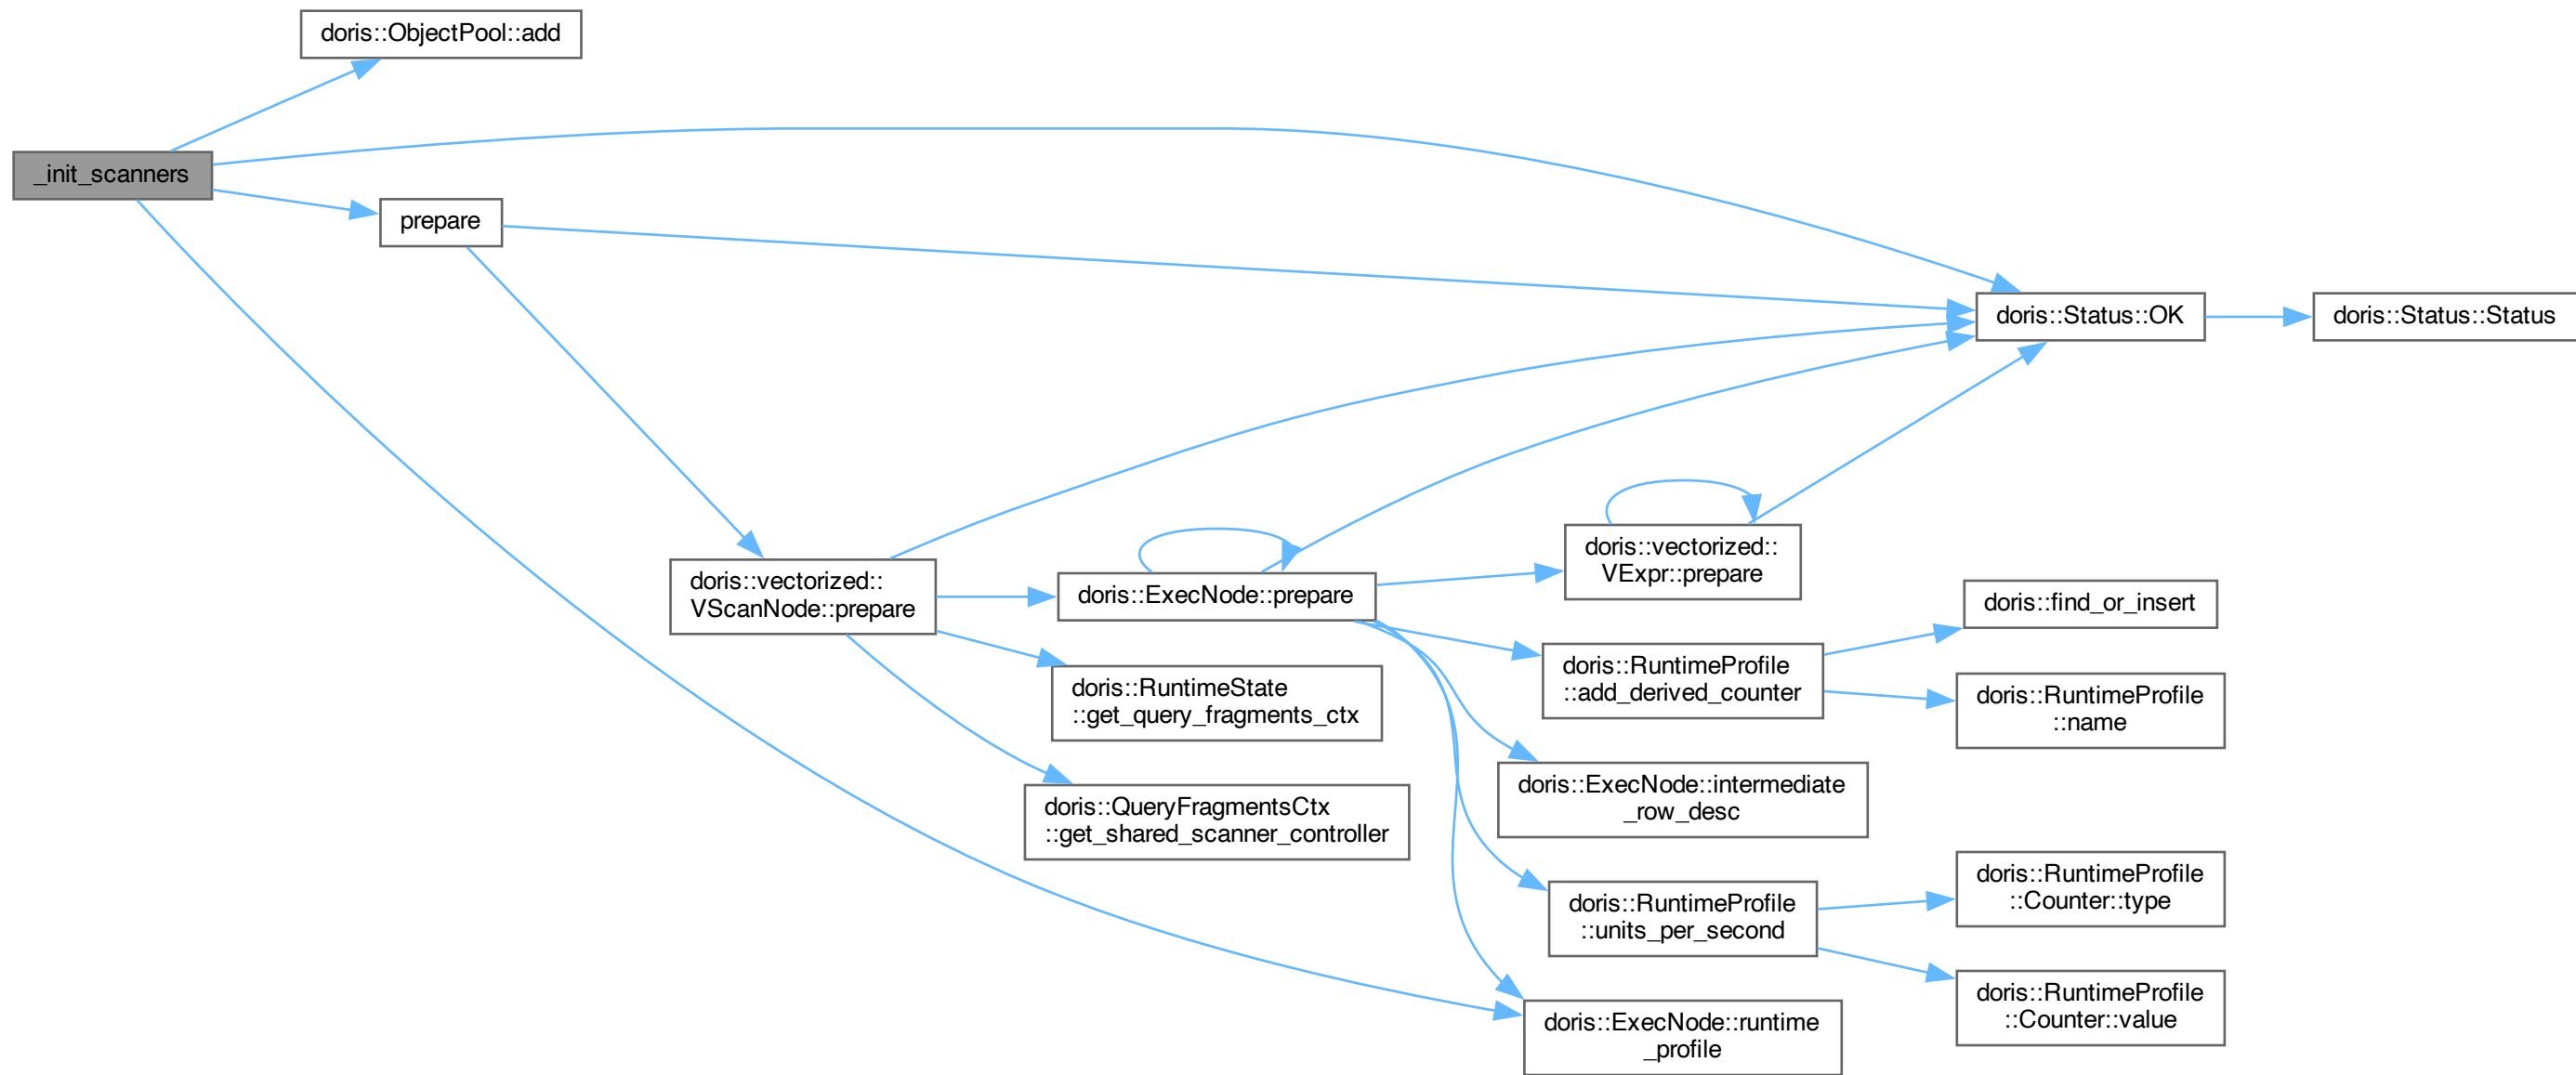 doris::ObjectPool::add
_init_scanners
prepare
doris::Status::OK
doris::Status::Status
doris::vectorized::
VScanNode::prepare
doris::ExecNode::prepare
doris::vectorized::
VExpr::prepare
doris::find_or_insert
doris::RuntimeState
::get_query_fragments_ctx
doris::RuntimeProfile
::add_derived_counter
doris::RuntimeProfile
::name
doris::QueryFragmentsCtx
::get_shared_scanner_controller
doris::ExecNode::intermediate
_row_desc
doris::RuntimeProfile
::units_per_second
doris::RuntimeProfile
::Counter::type
doris::RuntimeProfile
::Counter::value
doris::ExecNode::runtime
_profile